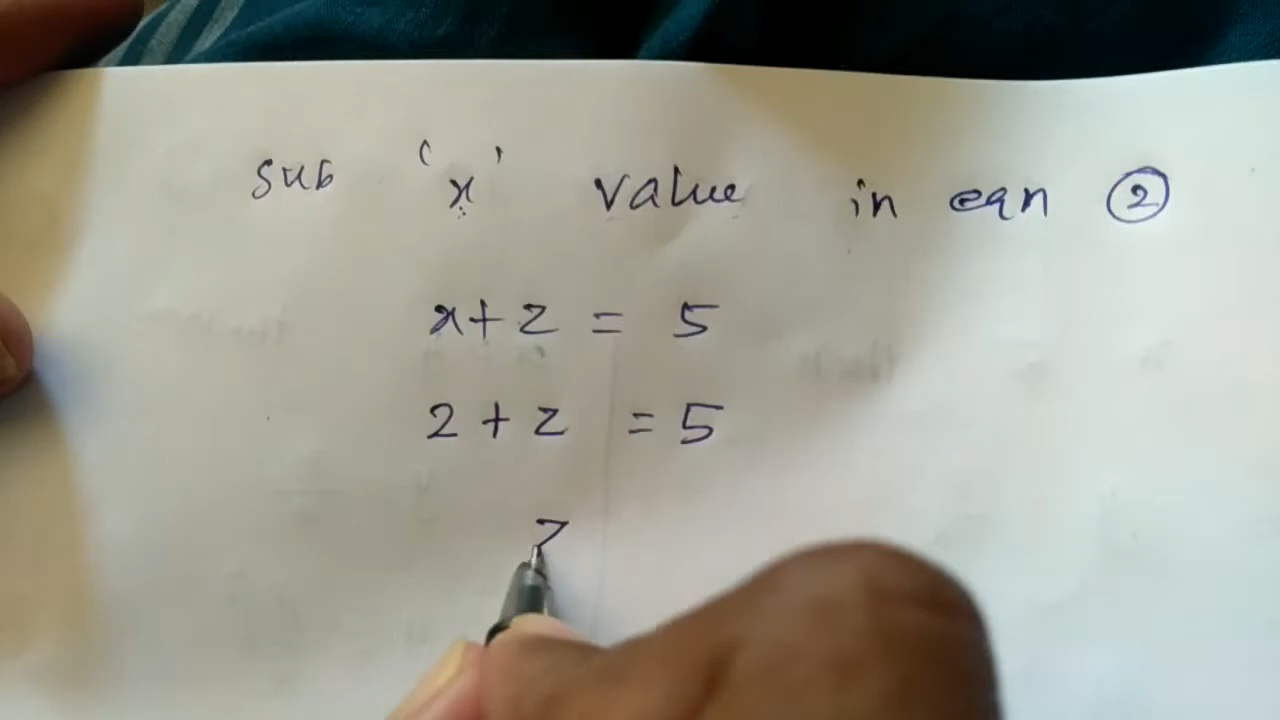 sub 'x' value in eqn ②
x + z = 5
2 + z = 5
z